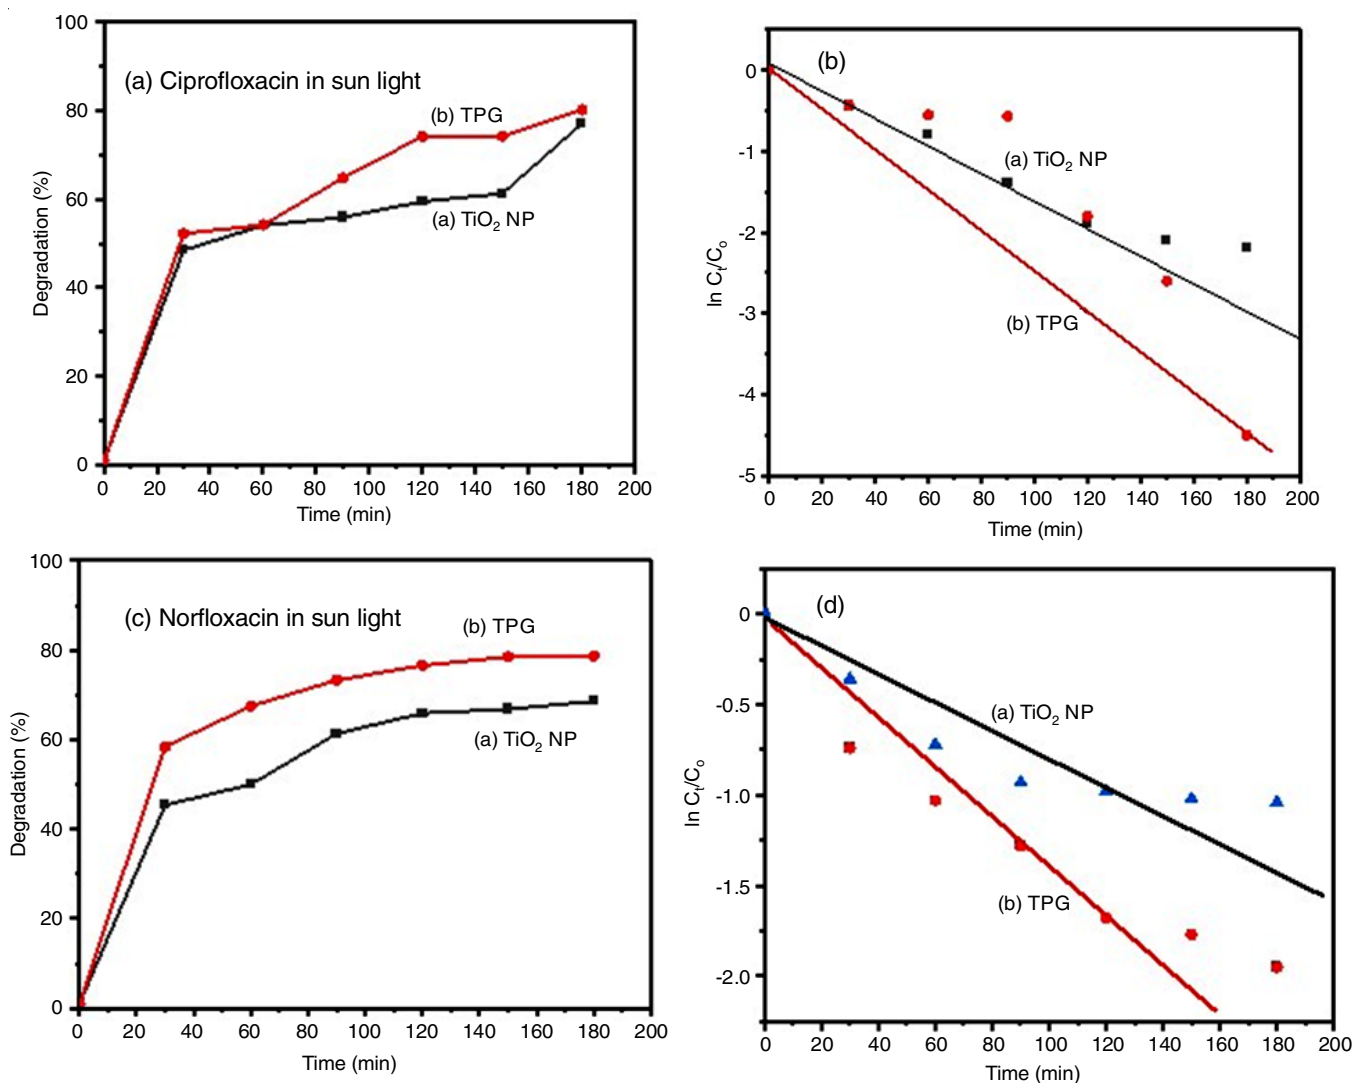 (a) Ciprofloxacin in sun light
(b) TPG
(a) TiO2 NP
Degradation (%)
100
80
60
40
20
0
0 20 40 60 80 100 120 140 160 180 200
Time (min)
(b)
(a) TiO2 NP
(b) TPG
ln Ct/Co
0
-1
-2
-3
-4
-5
0 20 40 60 80 100 120 140 160 180 200
Time (min)
(c) Norfloxacin in sun light
(b) TPG
(a) TiO2 NP
Degradation (%)
100
80
60
40
20
0
0 20 40 60 80 100 120 140 160 180 200
Time (min)
(d)
(a) TiO2 NP
(b) TPG
ln Ct/Co
0
-0.5
-1.0
-1.5
-2.0
0 20 40 60 80 100 120 140 160 180 200
Time (min)